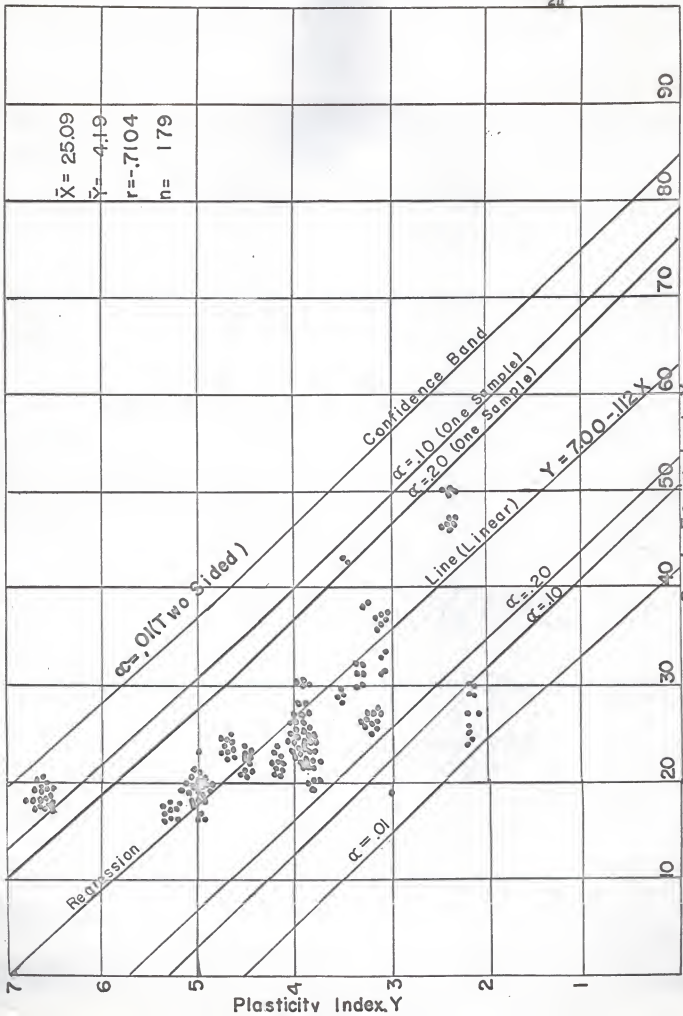 X̄ = 25.09
Ȳ= 4.19
r=-.7104
n= 179
Confidence Band
α=.01(Two Sided)
α=.10 (One Sample)
α=.20 (One Sample)
Y = 7.00-.112X
Line (Linear)
Regression
α=.20
α=.10
α=.01
90
80
70
60
50
40
30
20
10
7
6
5
4
3
2
1
Plasticity Index,Y